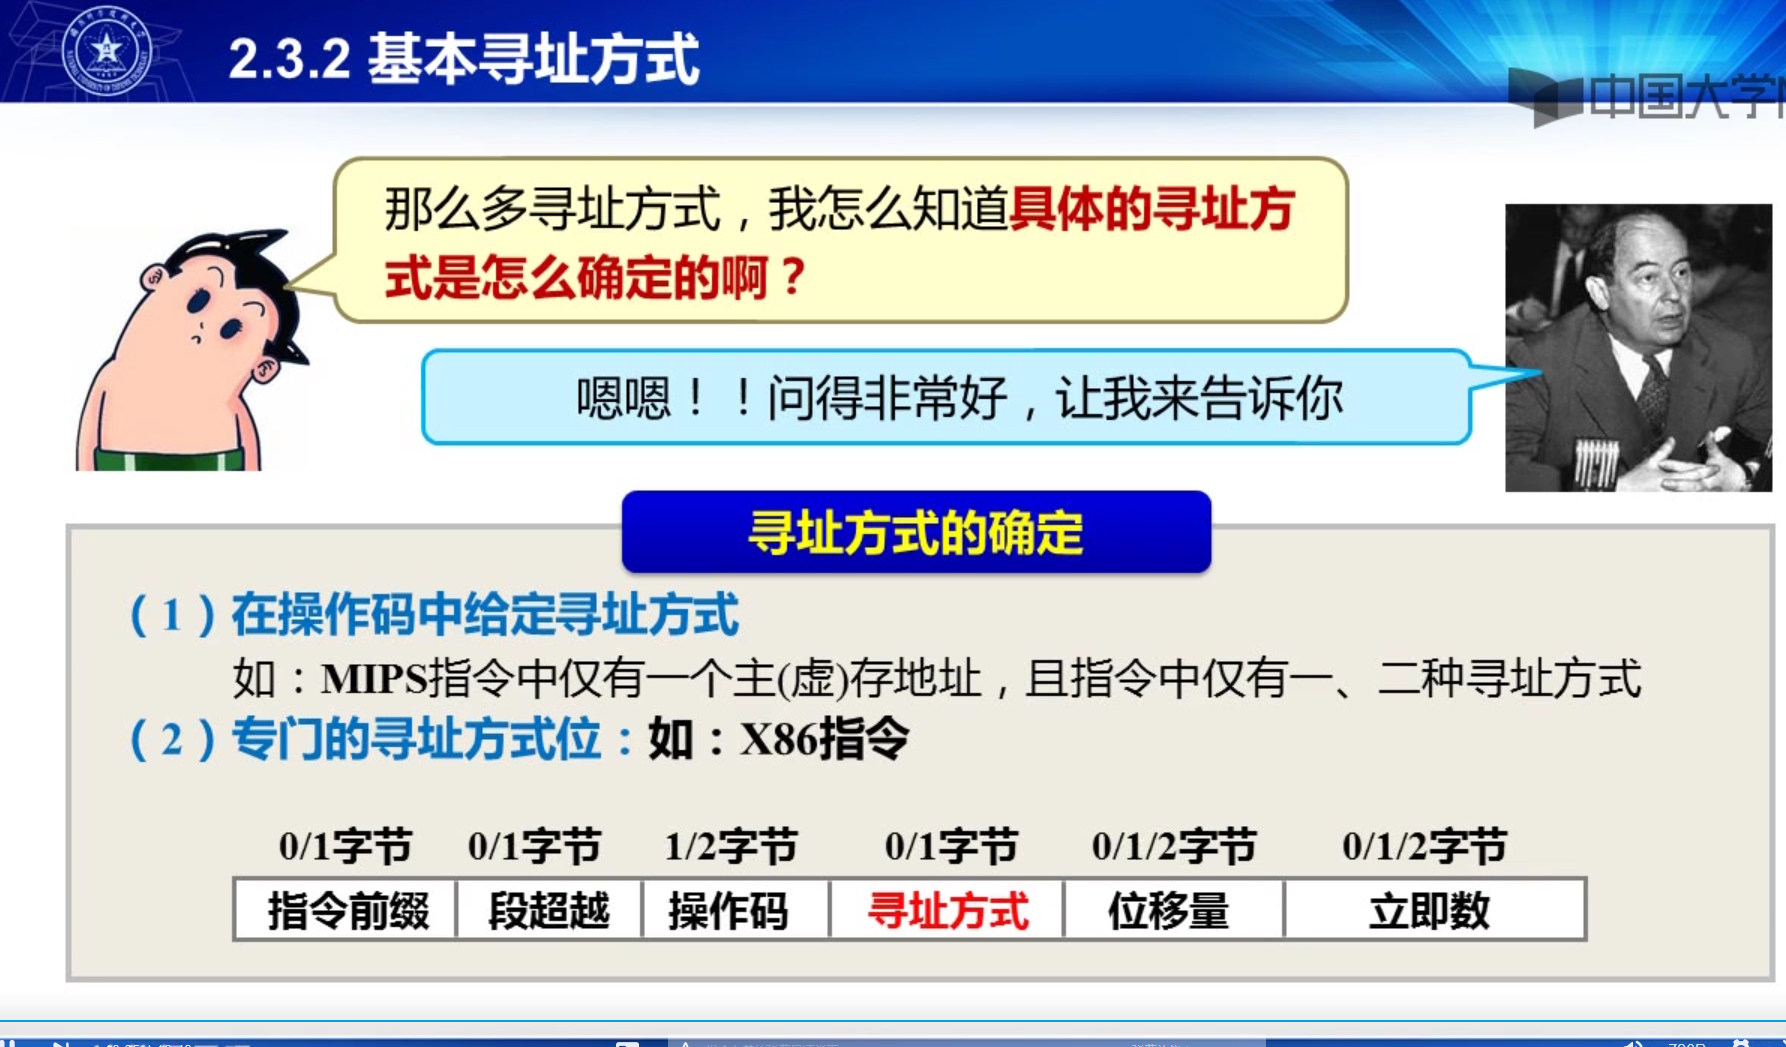 2.3.2 基本寻址方式
中国大学
那么多寻址方式，我怎么知道具体的寻址方
式是怎么确定的啊？
嗯嗯！！问得非常好，让我来告诉你
寻址方式的确定
（1）在操作码中给定寻址方式
如：MIPS指令中仅有一个主(虚)存地址，且指令中仅有一、二种寻址方式
（2）专门的寻址方式位：如：X86指令
0/1字节 0/1字节 1/2字节 0/1字节 0/1/2字节 0/1/2字节
指令前缀 段超越 操作码 寻址方式 位移量 立即数